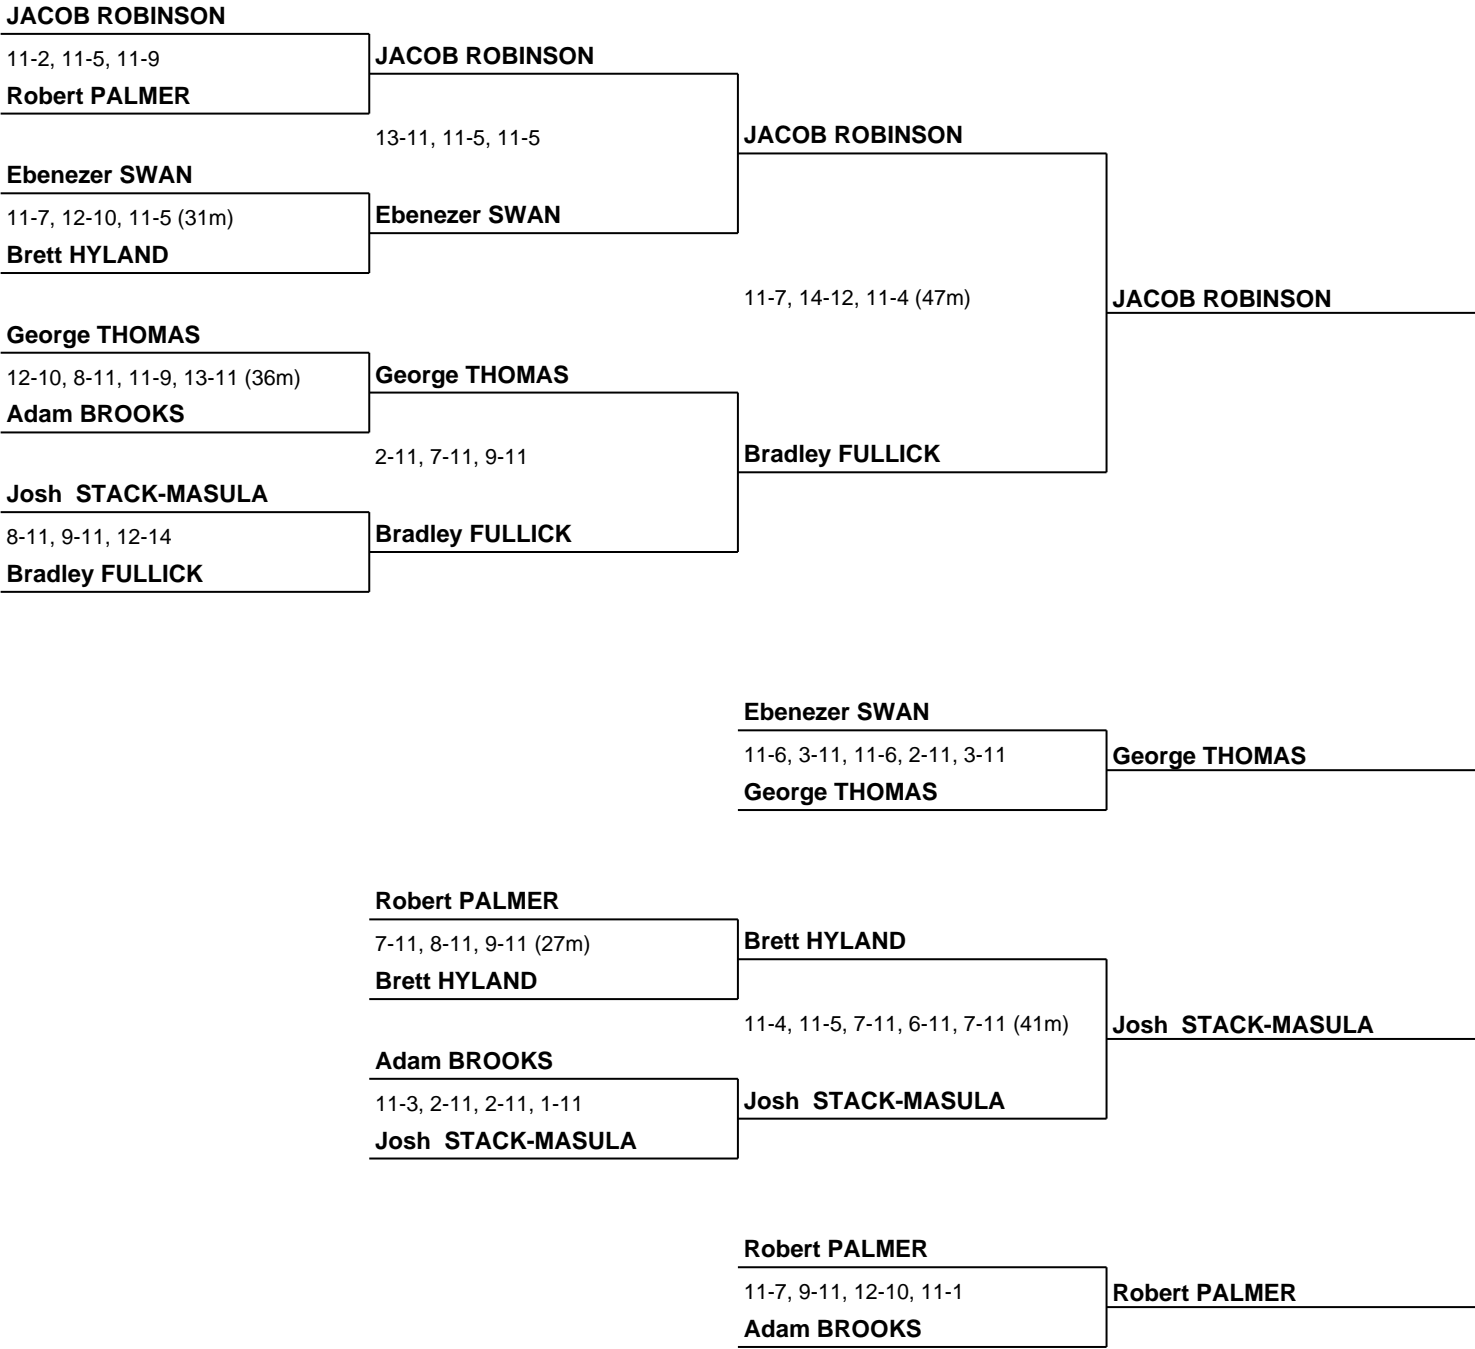 JACOB ROBINSON
11-2, 11-5, 11-9
JACOB ROBINSON
Robert PALMER
13-11, 11-5, 11-5
JACOB ROBINSON
Ebenezer SWAN
11-7, 12-10, 11-5 (31m)
Ebenezer SWAN
Brett HYLAND
11-7, 14-12, 11-4 (47m)
JACOB ROBINSON
George THOMAS
12-10, 8-11, 11-9, 13-11 (36m)
George THOMAS
Adam BROOKS
2-11, 7-11, 9-11
Bradley FULLICK
Josh  STACK-MASULA
8-11, 9-11, 12-14
Bradley FULLICK
Bradley FULLICK
Ebenezer SWAN
11-6, 3-11, 11-6, 2-11, 3-11
George THOMAS
George THOMAS
Robert PALMER
7-11, 8-11, 9-11 (27m)
Brett HYLAND
Brett HYLAND
11-4, 11-5, 7-11, 6-11, 7-11 (41m)
Josh  STACK-MASULA
Adam BROOKS
11-3, 2-11, 2-11, 1-11
Josh  STACK-MASULA
Josh  STACK-MASULA
Robert PALMER
11-7, 9-11, 12-10, 11-1
Robert PALMER
Adam BROOKS